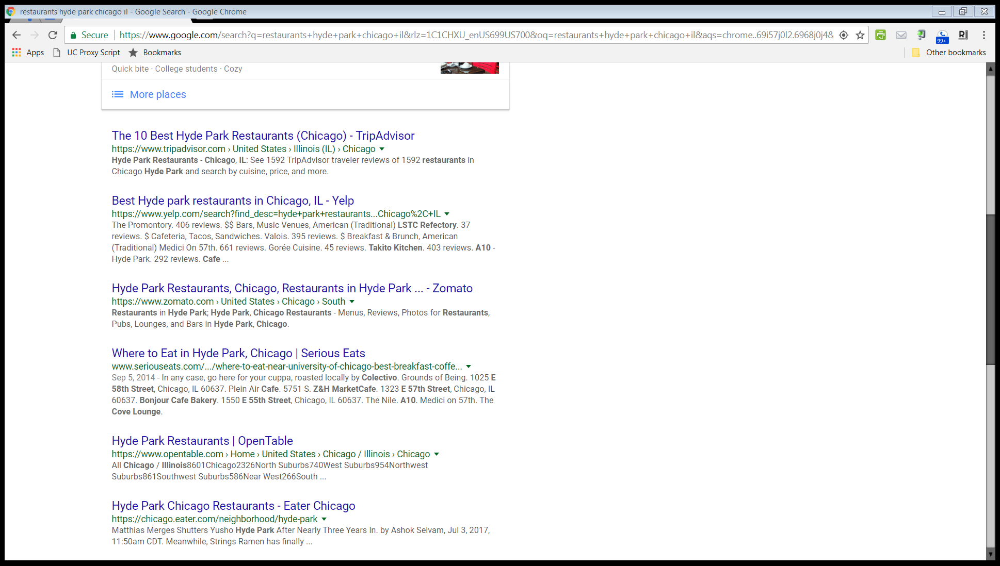 restaurants hyde park chicago il - Google Search - Google Chrome
Secure https://www.google.com/search?q=restaurants+hyde+park+chicago+il&rlz=1C1CHXU_enUS699US700&oq=restaurants+hyde+park+chicago+il&aqs=chrome..69i57j0l2.6968j0j4& 99+ R|
Apps UC Proxy Script Bookmarks Other bookmarks
Quick bite · College students · Cozy
More places
The 10 Best Hyde Park Restaurants (Chicago) - TripAdvisor
https://www.tripadvisor.com › United States › Illinois (IL) › Chicago
Hyde Park Restaurants - Chicago, IL: See 1592 TripAdvisor traveler reviews of 1592 restaurants in
Chicago Hyde Park and search by cuisine, price, and more.
Best Hyde park restaurants in Chicago, IL - Yelp
https://www.yelp.com/search?find_desc=hyde+park+restaurants...Chicago%2C+IL
The Promontory. 406 reviews. $$ Bars, Music Venues, American (Traditional) LSTC Refectory. 37
reviews. $ Cafeteria, Tacos, Sandwiches. Valois. 395 reviews. $ Breakfast & Brunch, American
(Traditional) Medici On 57th. 661 reviews. Gorée Cuisine. 45 reviews. Takito Kitchen. 403 reviews. A10 -
Hyde Park. 292 reviews. Cafe ...
Hyde Park Restaurants, Chicago, Restaurants in Hyde Park ... - Zomato
https://www.zomato.com › United States › Chicago › South
Restaurants in Hyde Park; Hyde Park, Chicago Restaurants - Menus, Reviews, Photos for Restaurants,
Pubs, Lounges, and Bars in Hyde Park, Chicago.
Where to Eat in Hyde Park, Chicago | Serious Eats
www.seriouseats.com/.../where-to-eat-near-university-of-chicago-best-breakfast-coffe...
Sep 5, 2014 - In any case, go here for your cuppa, roasted locally by Colectivo. Grounds of Being. 1025 E
58th Street, Chicago, IL 60637. Plein Air Cafe. 5751 S. Z&H MarketCafe. 1323 E 57th Street, Chicago, IL
60637. Bonjour Cafe Bakery. 1550 E 55th Street, Chicago, IL 60637. The Nile. A10. Medici on 57th. The
Cove Lounge.
Hyde Park Restaurants | OpenTable
https://www.opentable.com › Home › United States › Chicago / Illinois › Chicago
All Chicago / Illinois8601Chicago2326North Suburbs740West Suburbs954Northwest
Suburbs861Southwest Suburbs586Near West266South ...
Hyde Park Chicago Restaurants - Eater Chicago
https://chicago.eater.com/neighborhood/hyde-park
Matthias Merges Shutters Yusho Hyde Park After Nearly Three Years In. by Ashok Selvam, Jul 3, 2017,
11:50am CDT. Meanwhile, Strings Ramen has finally ...